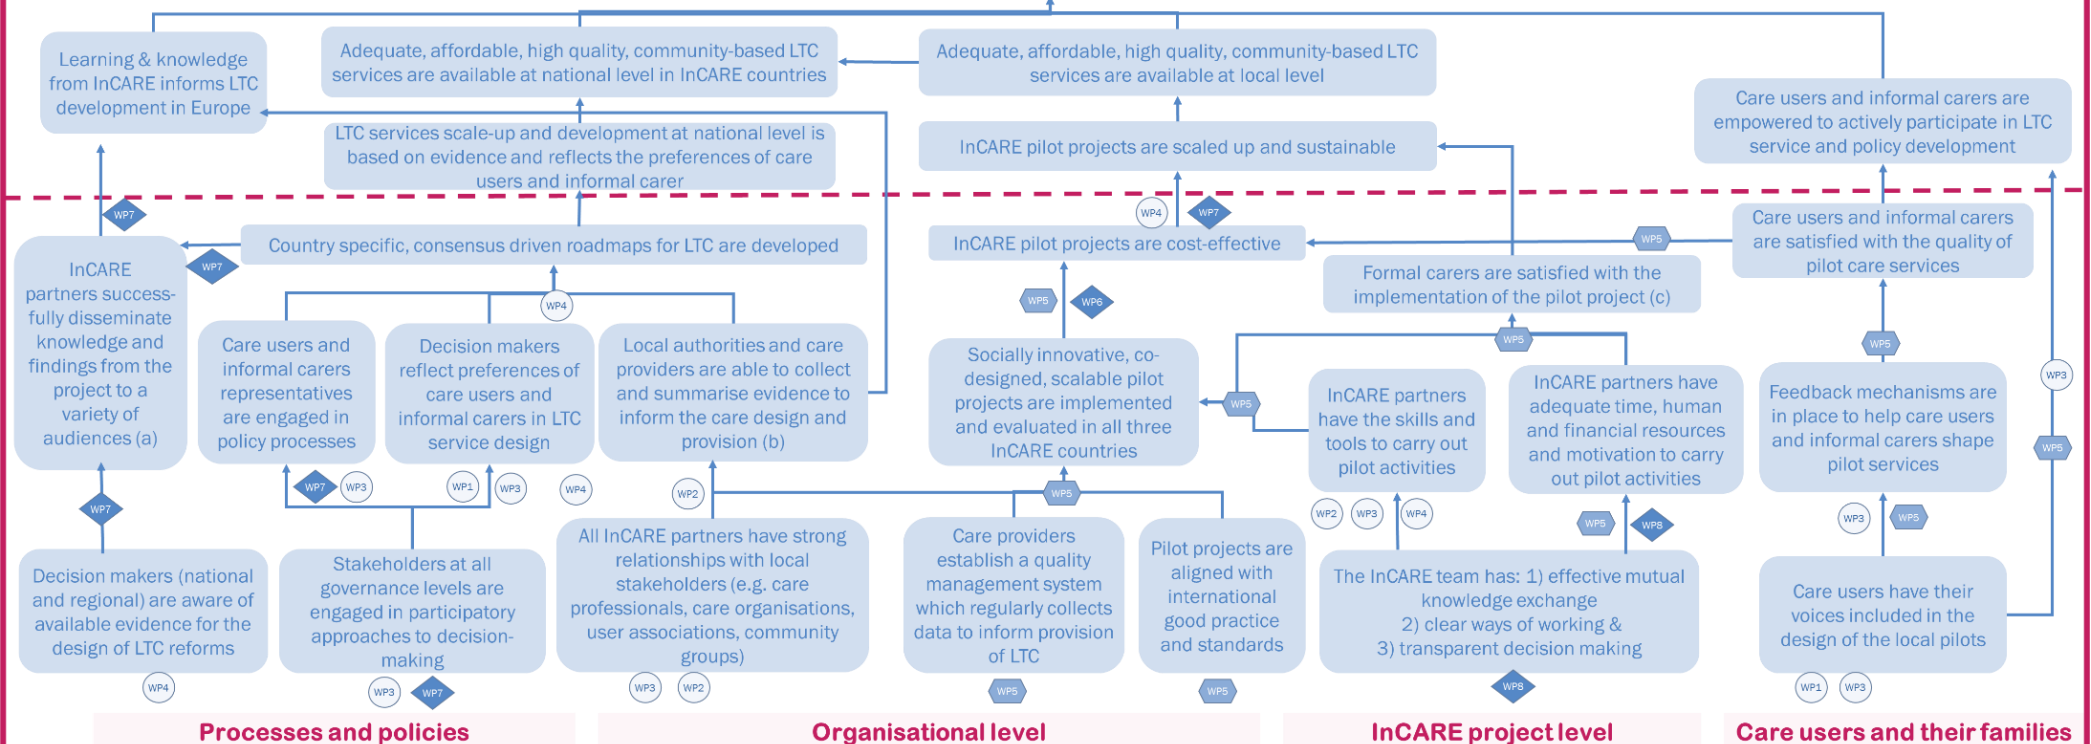 Learning & knowledge
from InCARE informs LTC
development in Europe
Adequate, affordable, high quality, community-based LTC
services are available at national level in InCARE countries
Adequate, affordable, high quality, community-based LTC
services are available at local level
Care users and informal carers are
empowered to actively participate in LTC
service and policy development
LTC services scale-up and development at national level is
based on evidence and reflects the preferences of care
users and informal carer
InCARE pilot projects are scaled up and sustainable
WP7
WP4
WP7
Country specific, consensus driven roadmaps for LTC are developed
WP7
InCARE pilot projects are cost-effective
WP5
Care users and informal carers
are satisfied with the quality of
pilot care services
InCARE
partners success-
fully disseminate
knowledge and
findings from the
project to a
variety of
audiences (a)
Formal carers are satisfied with the
implementation of the pilot project (c)
WP4
WP5
WP6
Care users and
informal carers
representatives
are engaged in
policy processes
Decision makers
reflect preferences of
care users and
informal carers in LTC
service design
Local authorities and care
providers are able to collect
and summarise evidence to
inform the care design and
provision (b)
Socially innovative, co-
designed, scalable pilot
projects are implemented
and evaluated in all three
InCARE countries
WP5
WP5
InCARE partners
have the skills and
tools to carry out
pilot activities
InCARE partners have
adequate time, human
and financial resources
and motivation to carry
out pilot activities
WP5
Feedback mechanisms are
in place to help care users
and informal carers shape
pilot services
WP3
WP5
WP7
WP7
WP3
WP1
WP3
WP4
WP2
WP5
WP2
WP3
WP4
WP5
WP8
WP3
WP5
Decision makers (national
and regional) are aware of
available evidence for the
design of LTC reforms
Stakeholders at all
governance levels are
engaged in participatory
approaches to decision-
making
All InCARE partners have strong
relationships with local
stakeholders (e.g. care
professionals, care organisations,
user associations, community
groups)
Care providers
establish a quality
management system
which regularly collects
data to inform provision
of LTC
Pilot projects are
aligned with
international
good practice
and standards
The InCARE team has: 1) effective mutual
knowledge exchange
2) clear ways of working &
3) transparent decision making
Care users have their
voices included in the
design of the local pilots
WP4
WP3
WP7
WP3
WP2
WP5
WP5
WP8
WP1
WP3
Processes and policies
Organisational level
InCARE project level
Care users and their families